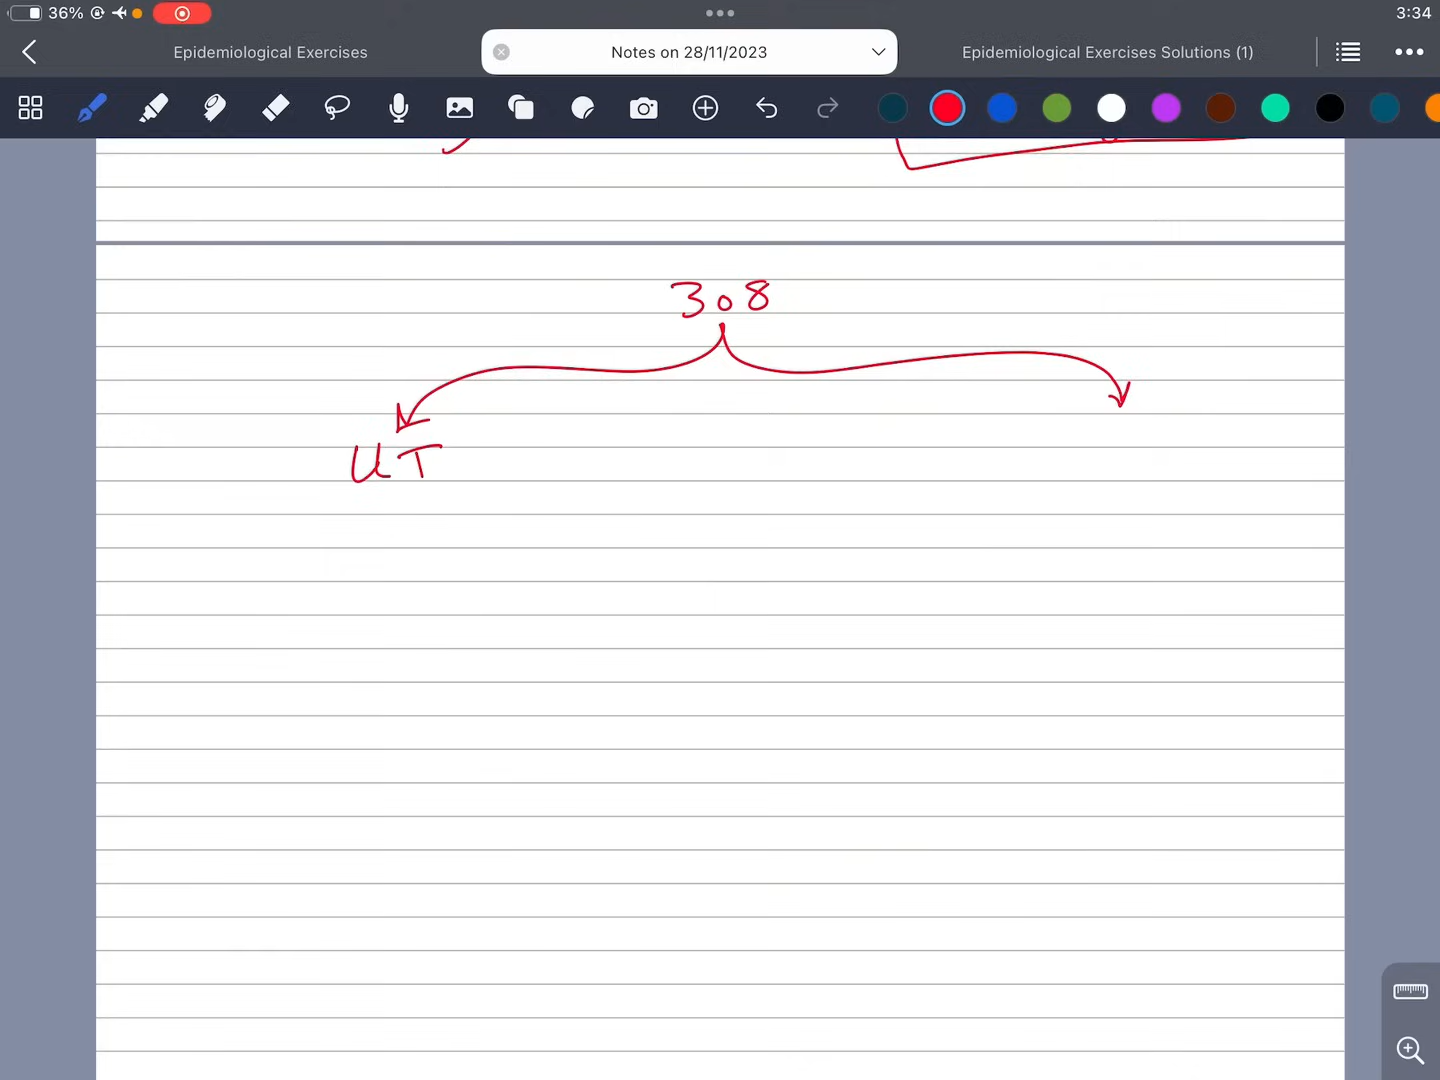 36% 3:34
Epidemiological Exercises Notes on 28/11/2023 Epidemiological Exercises Solutions (1)
308
UT